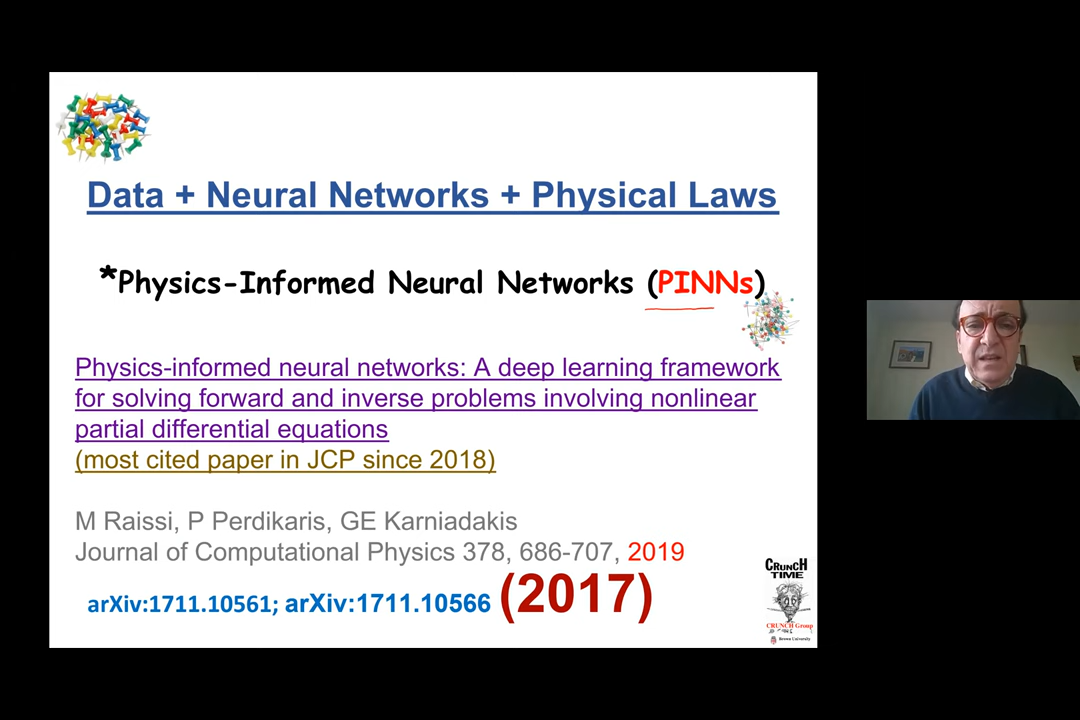 Data + Neural Networks + Physical Laws
*Physics-Informed Neural Networks (PINNs)
Physics-informed neural networks: A deep learning framework
for solving forward and inverse problems involving nonlinear
partial differential equations
(most cited paper in JCP since 2018)
M Raissi, P Perdikaris, GE Karniadakis
Journal of Computational Physics 378, 686-707, 2019
arXiv:1711.10561; arXiv:1711.10566 (2017)
CRUNCH
TIME
CRUNCH Group
Brown University